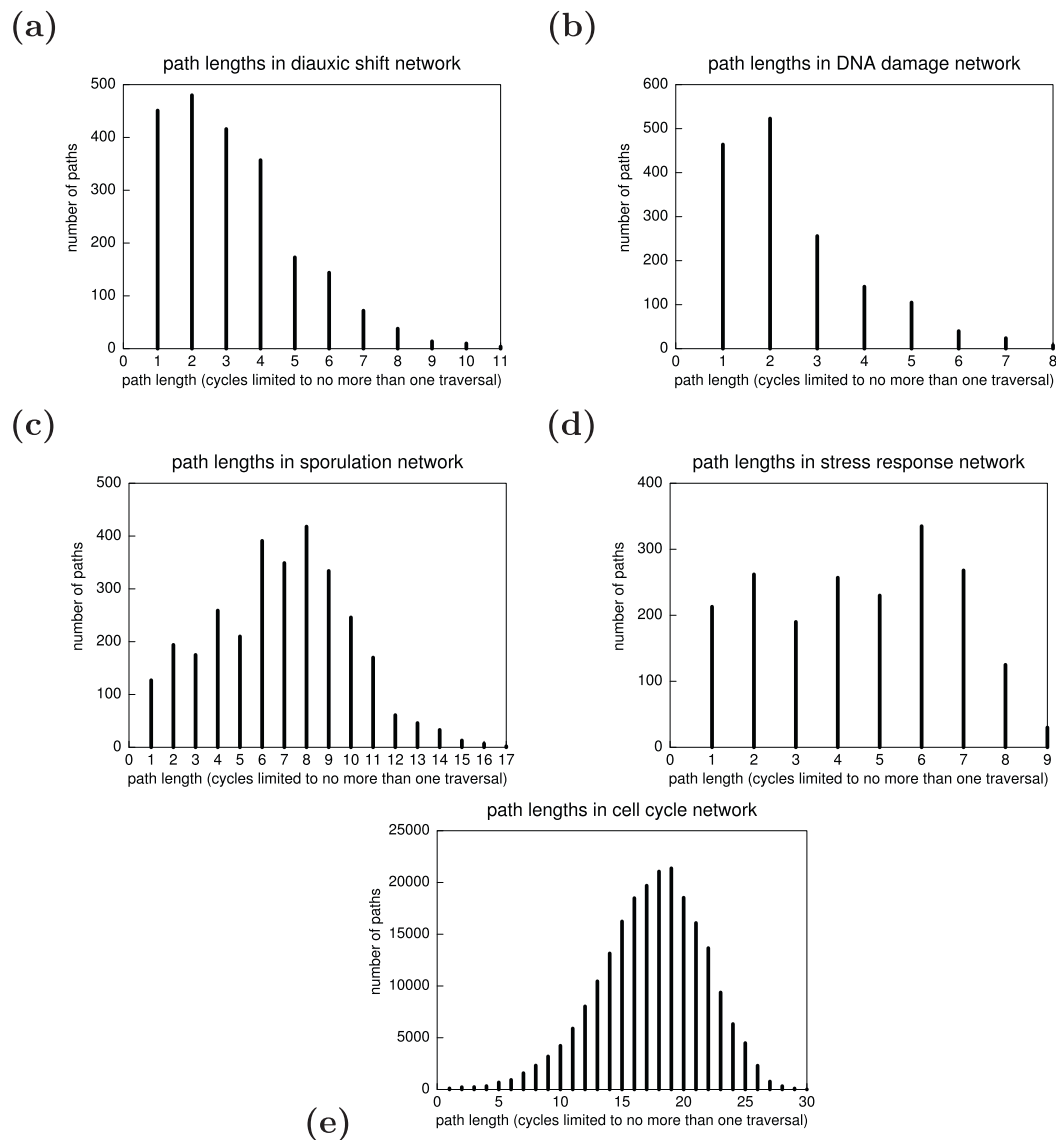 (a)
path lengths in diauxic shift network
500
400
300
200
100
0
number of paths
0 1 2 3 4 5 6 7 8 9 10 11
path length (cycles limited to no more than one traversal)
(b)
path lengths in DNA damage network
600
500
400
300
200
100
0
number of paths
0 1 2 3 4 5 6 7 8
path length (cycles limited to no more than one traversal)
(c)
path lengths in sporulation network
500
400
300
200
100
0
number of paths
0 1 2 3 4 5 6 7 8 9 10 11 12 13 14 15 16 17
path length (cycles limited to no more than one traversal)
(d)
path lengths in stress response network
400
300
200
100
0
number of paths
0 1 2 3 4 5 6 7 8 9
path length (cycles limited to no more than one traversal)
path lengths in cell cycle network
25000
20000
15000
10000
5000
0
number of paths
0 5 10 15 20 25 30
path length (cycles limited to no more than one traversal)
(e)